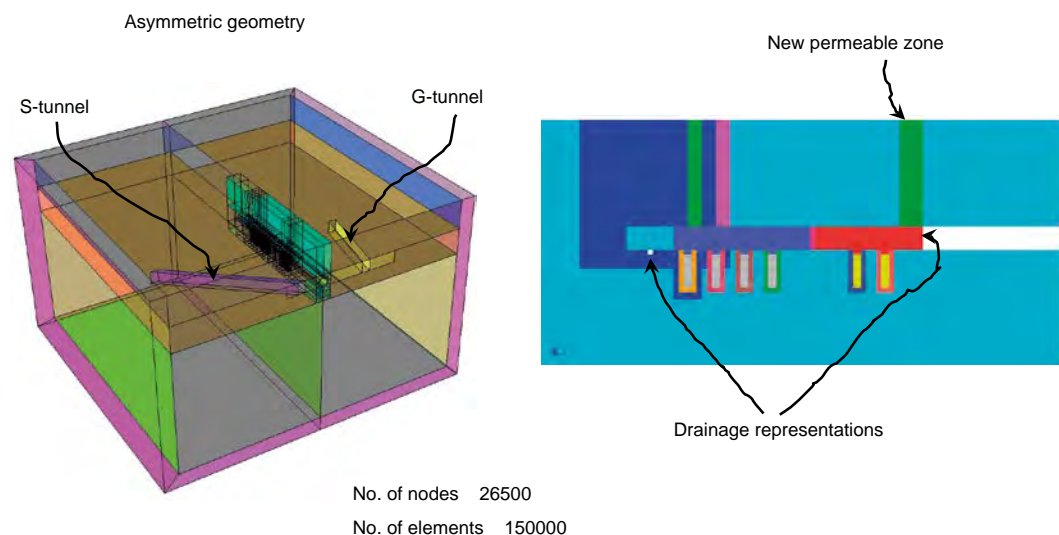 Asymmetric geometry
S-tunnel
G-tunnel
New permeable zone
Drainage representations
No. of nodes 26500
No. of elements 150000